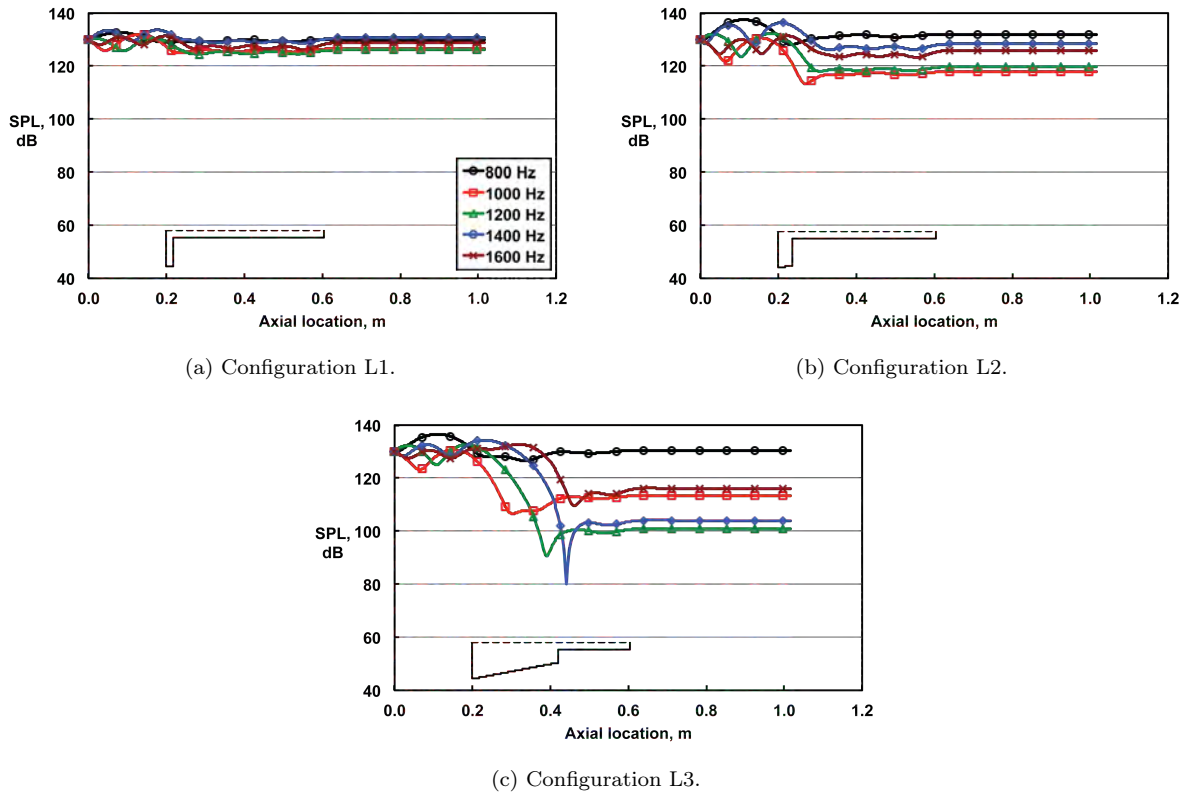 140
120
SPL, 100
dB
80
60
40
0.0 0.2 0.4 0.6 0.8 1.0 1.2
Axial location, m
800 Hz
1000 Hz
1200 Hz
1400 Hz
1600 Hz
(a) Configuration L1.
140
120
SPL, 100
dB
80
60
40
0.0 0.2 0.4 0.6 0.8 1.0 1.2
Axial location, m
(b) Configuration L2.
140
120
100
SPL,
dB
80
60
40
0.0 0.2 0.4 0.6 0.8 1.0 1.2
Axial location, m
(c) Configuration L3.